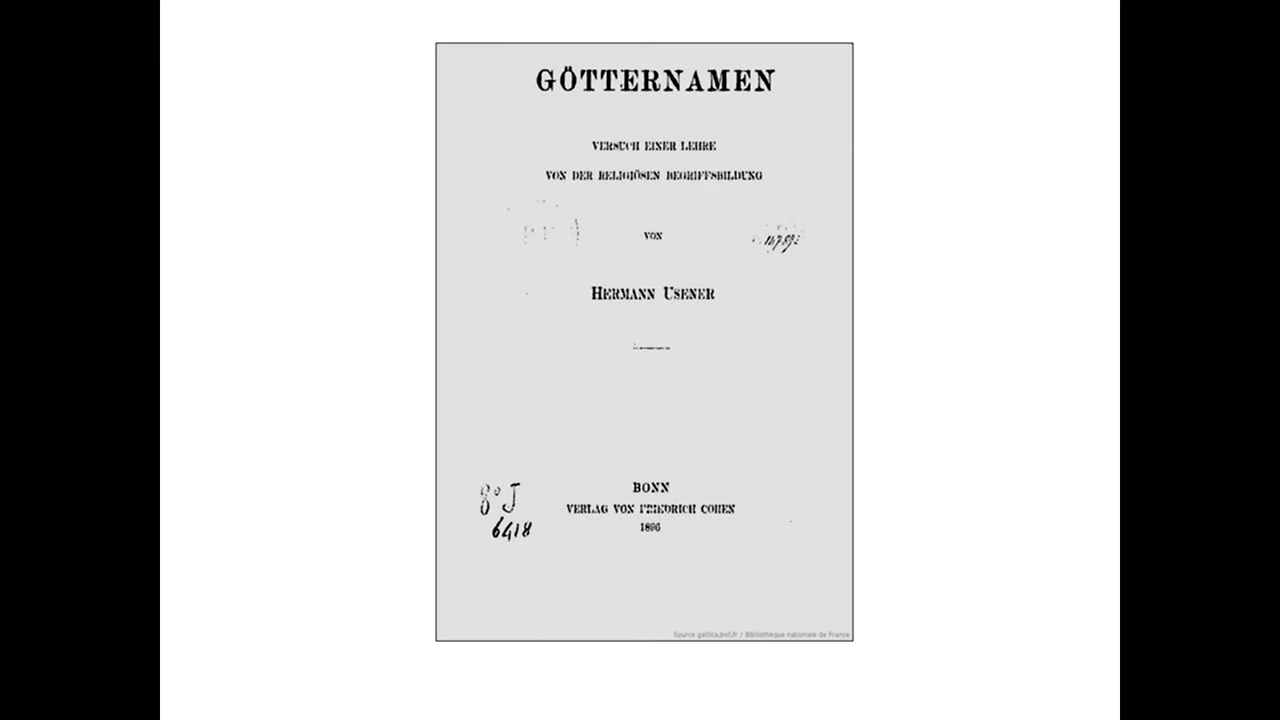 GÖTTERNAMEN
VERSUCH EINER LEHRE
VON DER RELIGIÖSEN BEGRIFFSBILDUNG
VON
HERMANN USENER
8° J
6418
BONN
VERLAG VON FRIEDRICH COHEN
1896
Source gallica.bnf.fr / Bibliothèque nationale de France